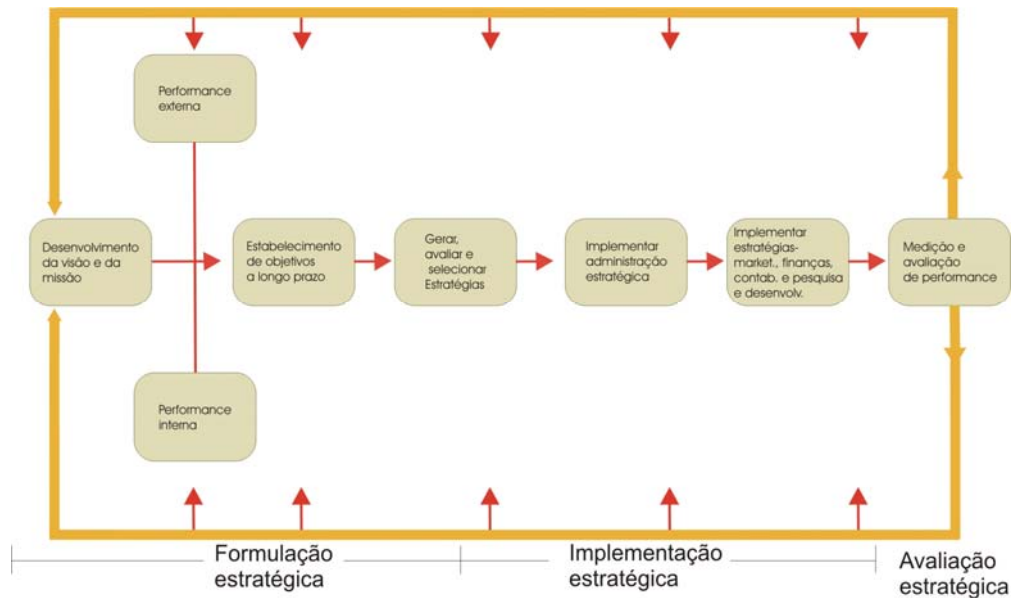 Performance
externa
Desenvolvimento
da visão e da
missão
Estabelecimento
de objetivos
a longo prazo
Gerar,
avaliar e
selecionar
Estratégias
Implementar
administração
estratégica
Implementar
estratégias-
market., finanças,
contab. e pesquisa
e desenvolv.
Medição e
avaliação
de performance
Performance
interna
Formulação
estratégica
Implementação
estratégica
Avaliação
estratégica